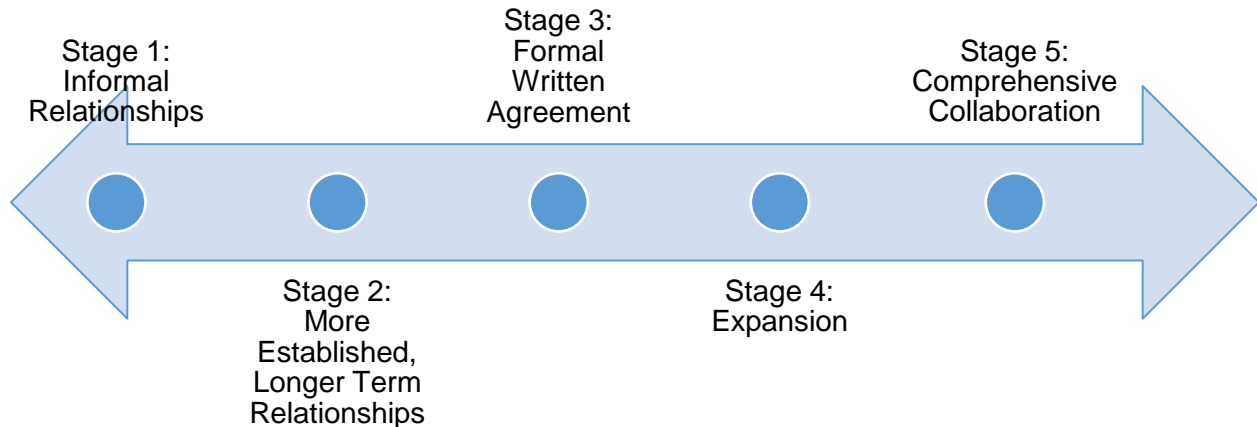 Stage 1:
Informal
Relationships
Stage 2:
More
Established,
Longer Term
Relationships
Stage 3:
Formal
Written
Agreement
Stage 4:
Expansion
Stage 5:
Comprehensive
Collaboration